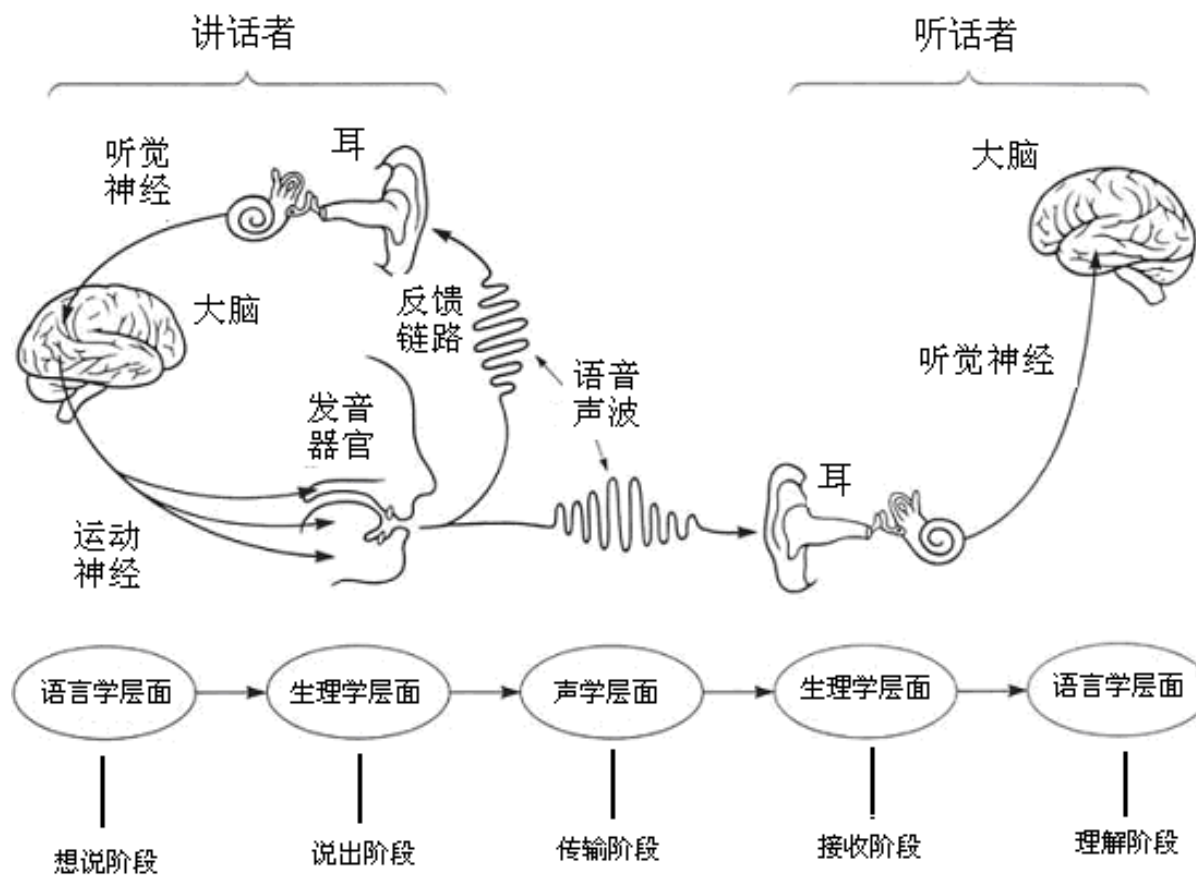 讲话者
听话者
听觉
神经
耳
大脑
大脑
反馈
链路
语音
声波
听觉神经
发音
器官
耳
运动
神经
语言学层面
生理学层面
声学层面
生理学层面
语言学层面
想说阶段
说出阶段
传输阶段
接收阶段
理解阶段